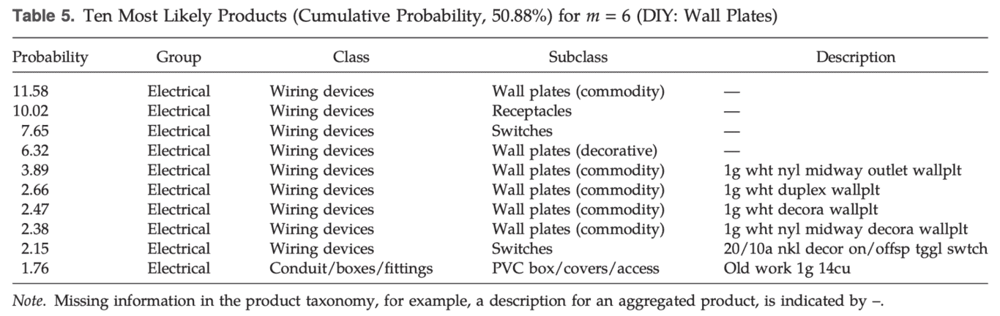 Table 5. Ten Most Likely Products (Cumulative Probability, 50.88%) for m = 6 (DIY: Wall Plates)
Probability Group Class Subclass Description
11.58 Electrical Wiring devices Wall plates (commodity) —
10.02 Electrical Wiring devices Receptacles —
7.65 Electrical Wiring devices Switches —
6.32 Electrical Wiring devices Wall plates (decorative) —
3.89 Electrical Wiring devices Wall plates (commodity) 1g wht nyl midway outlet wallplt
2.66 Electrical Wiring devices Wall plates (commodity) 1g wht duplex wallplt
2.47 Electrical Wiring devices Wall plates (commodity) 1g wht decora wallplt
2.38 Electrical Wiring devices Wall plates (commodity) 1g wht nyl midway decora wallplt
2.15 Electrical Wiring devices Switches 20/10a nkl decor on/offsp tggl swtch
1.76 Electrical Conduit/boxes/fittings PVC box/covers/access Old work 1g 14cu
Note. Missing information in the product taxonomy, for example, a description for an aggregated product, is indicated by –.